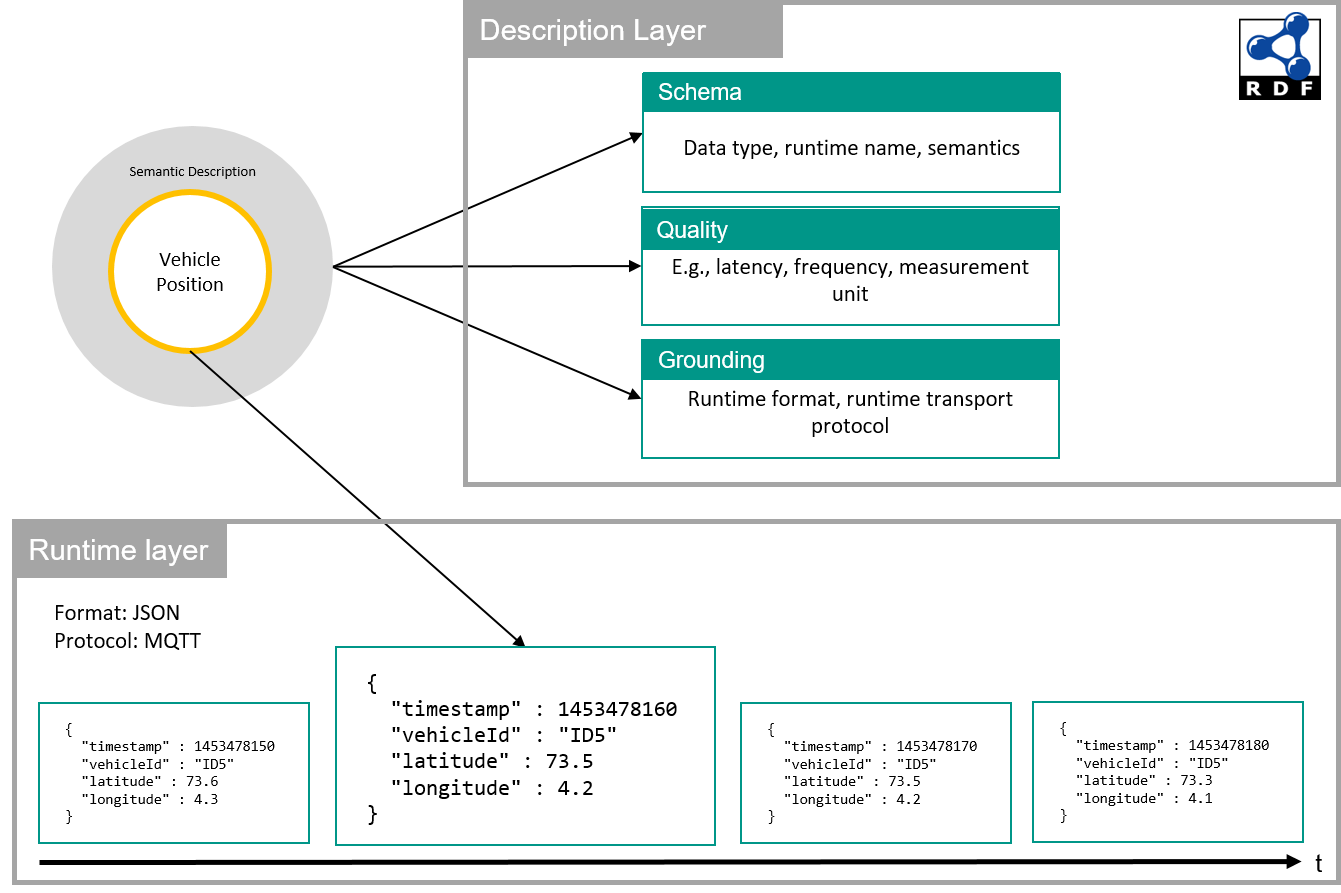 Description Layer
RDF
Schema
Data type, runtime name, semantics
Semantic Description
Vehicle
Position
Quality
E.g., latency, frequency, measurement
unit
Grounding
Runtime format, runtime transport
protocol
Runtime layer
Format: JSON
Protocol: MQTT
{
"timestamp" : 1453478150
"vehicleId" : "ID5"
"latitude" : 73.6
"longitude" : 4.3
}
{
"timestamp" : 1453478160
"vehicleId" : "ID5"
"latitude" : 73.5
"longitude" : 4.2
}
{
"timestamp" : 1453478170
"vehicleId" : "ID5"
"latitude" : 73.5
"longitude" : 4.2
}
{
"timestamp" : 1453478180
"vehicleId" : "ID5"
"latitude" : 73.3
"longitude" : 4.1
}
t